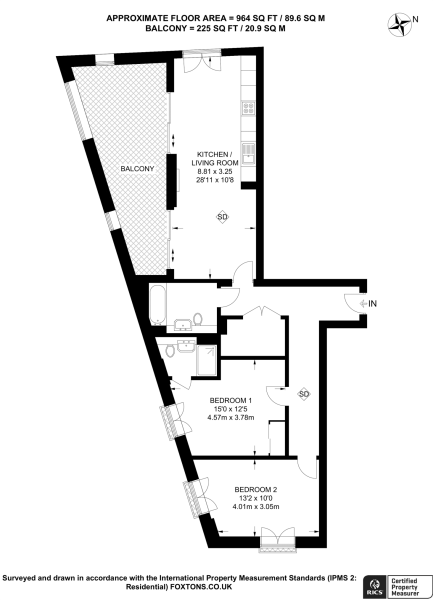 APPROXIMATE FLOOR AREA = 964 SQ FT / 89.6 SQ M
BALCONY = 225 SQ FT / 20.9 SQ M
N
KITCHEN /
LIVING ROOM
8.81 x 3.25
28'11 x 10'8
BALCONY
SD
IN
SD
BEDROOM 1
15'0 x 12'5
4.57m x 3.78m
BEDROOM 2
13'2 x 10'0
4.01m x 3.05m
Surveyed and drawn in accordance with the International Property Measurement Standards (IPMS 2:
Residential) FOXTONS.CO.UK
RICS
Certified
Property
Measurer